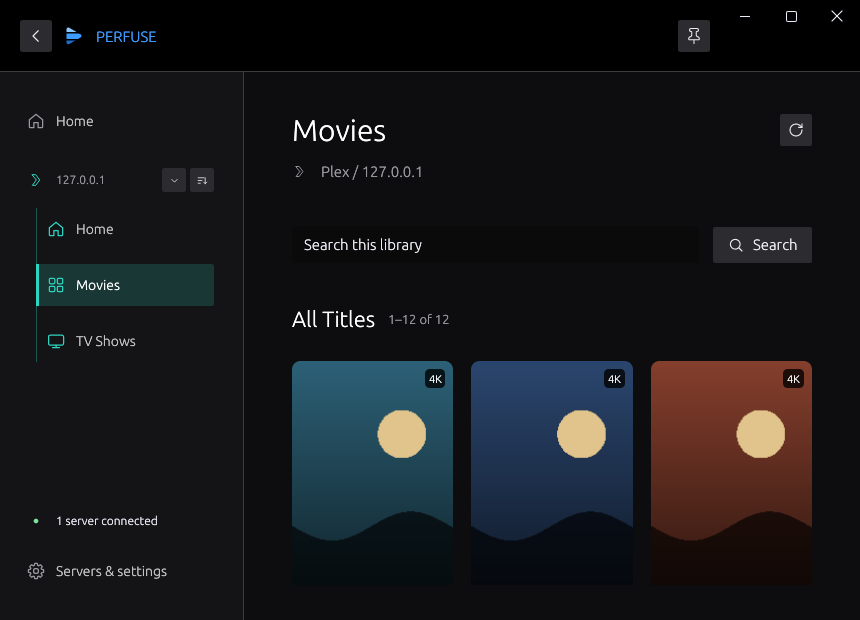 PERFUSE
Home
127.0.0.1
Home
Movies
TV Shows
1 server connected
Servers & settings
Movies
Plex / 127.0.0.1
Search this library
Search
All Titles 1–12 of 12
4K
4K
4K